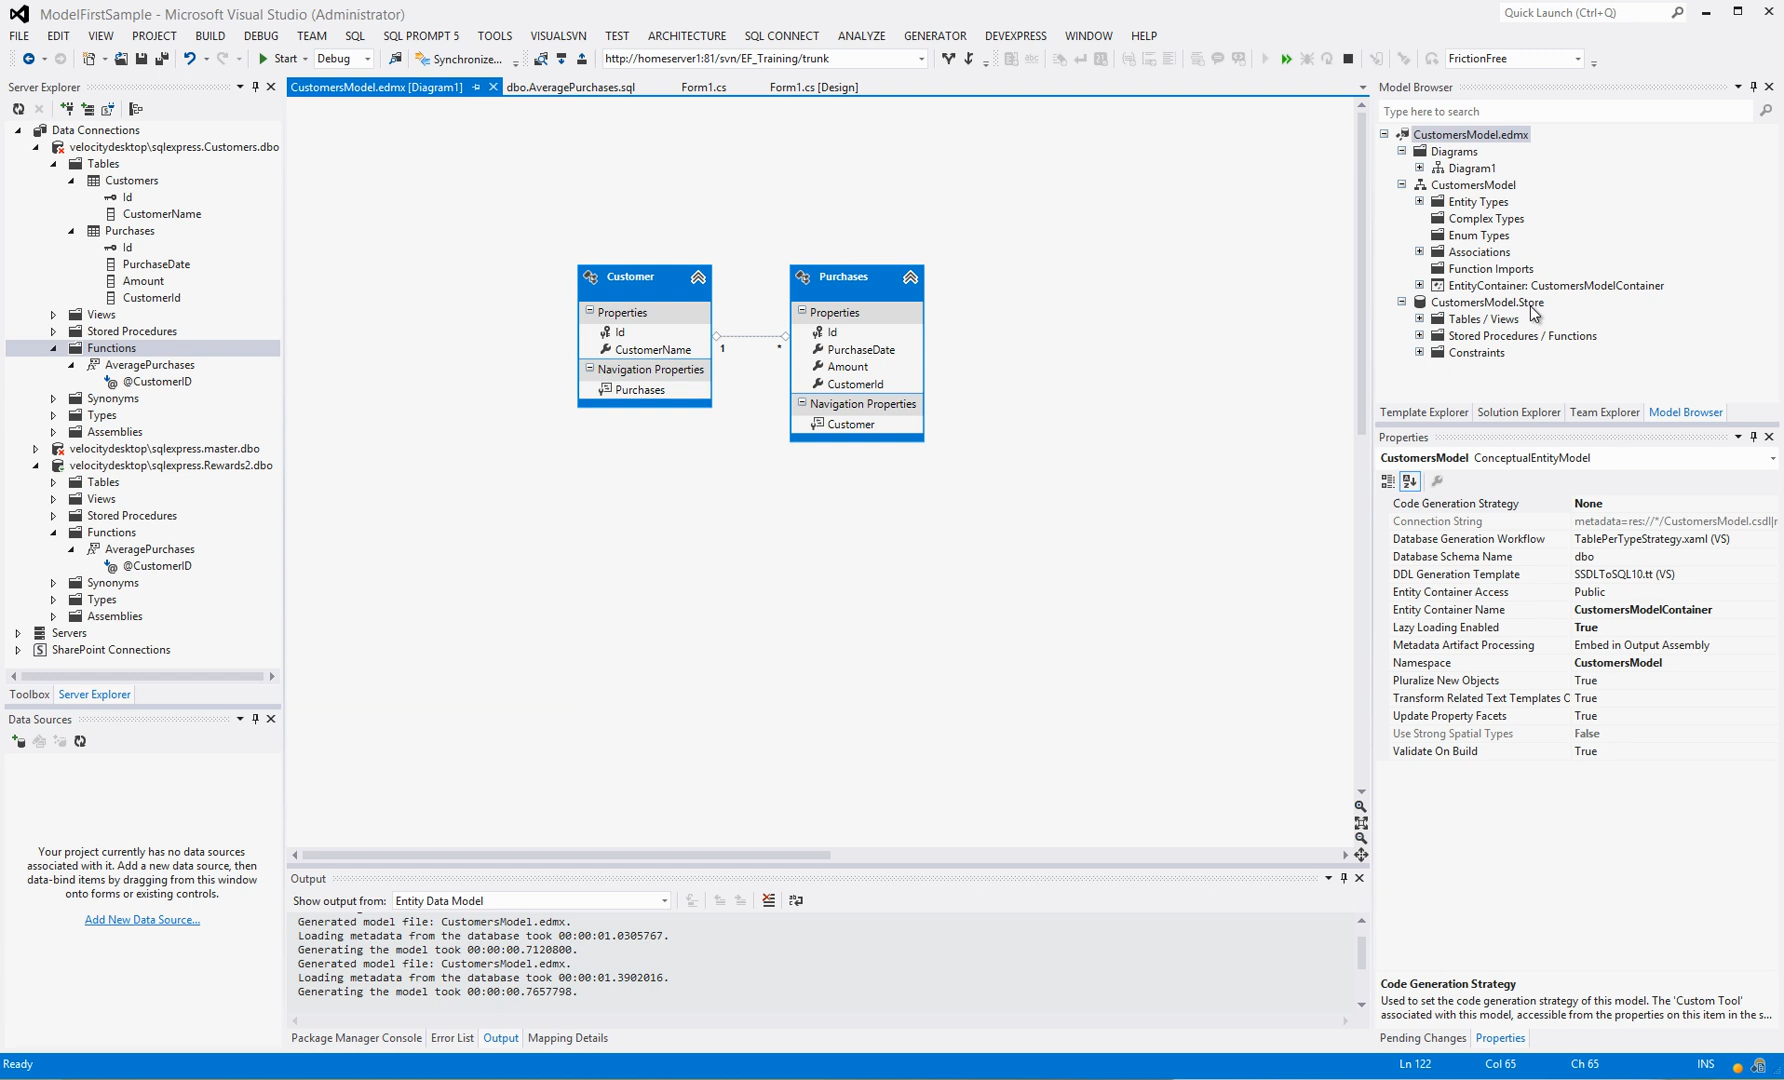 ModelFirstSample - Microsoft Visual Studio (Administrator)
Quick Launch (Ctrl+Q)
FILE EDIT VIEW PROJECT BUILD DEBUG TEAM SQL SQL PROMPT 5 TOOLS VISUALSVN TEST ARCHITECTURE SQL CONNECT ANALYZE GENERATOR DEVEXPRESS WINDOW HELP
Start Debug Synchronize... http://homeserver1:81/svn/EF_Training/trunk FrictionFree
Server Explorer
Data Connections
velocitydesktop\sqlexpress.Customers.dbo
Tables
Customers
Id
CustomerName
Purchases
Id
PurchaseDate
Amount
CustomerId
Views
Stored Procedures
Functions
AveragePurchases
@CustomerID
Synonyms
Types
Assemblies
velocitydesktop\sqlexpress.master.dbo
velocitydesktop\sqlexpress.Rewards2.dbo
Tables
Views
Stored Procedures
Functions
AveragePurchases
@CustomerID
Synonyms
Types
Assemblies
Servers
SharePoint Connections
Toolbox Server Explorer
Data Sources
Your project currently has no data sources
associated with it. Add a new data source, then
data-bind items by dragging from this window
onto forms or existing controls.
Add New Data Source...
CustomersModel.edmx [Diagram1] dbo.AveragePurchases.sql Form1.cs Form1.cs [Design]
Customer
Properties
Id
CustomerName
Navigation Properties
Purchases
1 *
Purchases
Properties
Id
PurchaseDate
Amount
CustomerId
Navigation Properties
Customer
Output
Show output from: Entity Data Model
Generated model file: CustomersModel.edmx.
Loading metadata from the database took 00:00:01.0305767.
Generating the model took 00:00:00.7120800.
Generated model file: CustomersModel.edmx.
Loading metadata from the database took 00:00:01.3902016.
Generating the model took 00:00:00.7657798.
Package Manager Console Error List Output Mapping Details
Model Browser
Type here to search
CustomersModel.edmx
Diagrams
Diagram1
CustomersModel
Entity Types
Complex Types
Enum Types
Associations
Function Imports
EntityContainer: CustomersModelContainer
CustomersModel.Store
Tables / Views
Stored Procedures / Functions
Constraints
Template Explorer Solution Explorer Team Explorer Model Browser
Properties
CustomersModel ConceptualEntityModel
Code Generation Strategy None
Connection String metadata=res://*/CustomersModel.csdl|r
Database Generation Workflow TablePerTypeStrategy.xaml (VS)
Database Schema Name dbo
DDL Generation Template SSDLToSQL10.tt (VS)
Entity Container Access Public
Entity Container Name CustomersModelContainer
Lazy Loading Enabled True
Metadata Artifact Processing Embed in Output Assembly
Namespace CustomersModel
Pluralize New Objects True
Transform Related Text Templates O True
Update Property Facets True
Use Strong Spatial Types False
Validate On Build True
Code Generation Strategy
Used to set the code generation strategy of this model. The 'Custom Tool'
associated with this model, accessible from the properties on this item in the s...
Pending Changes Properties
Ready Ln 122 Col 65 Ch 65 INS